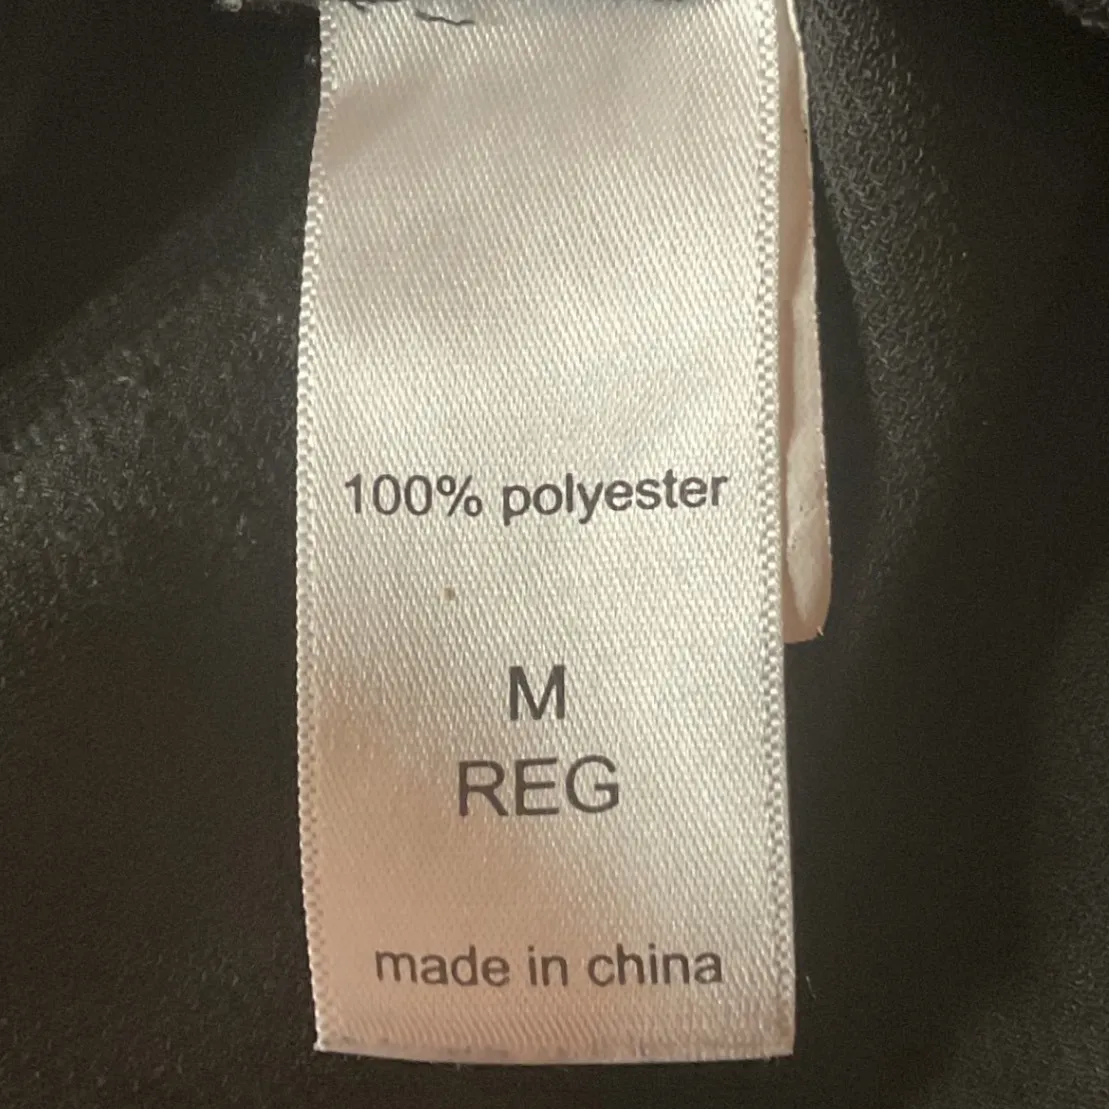 100% polyester
M
REG
made in china